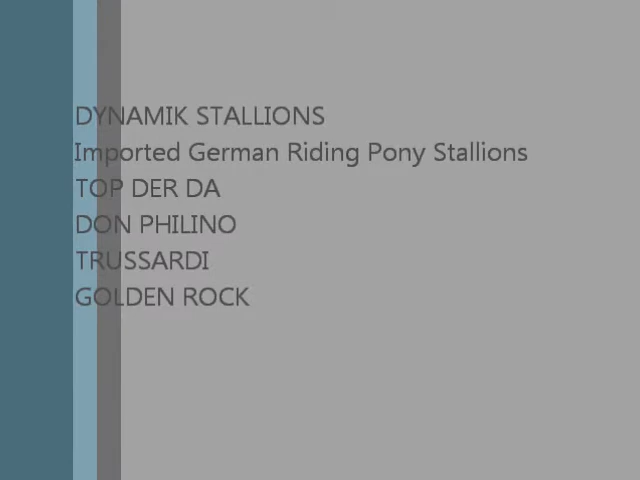 DYNAMIK STALLIONS
Imported German Riding Pony Stallions
TOP DER DA
DON PHILINO
TRUSSARDI
GOLDEN ROCK